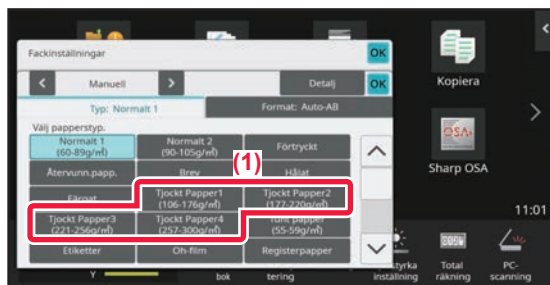 Fackinställningar
OK
Manuell
Detalj
OK
Typ: Normalt 1
Format: Auto-AB
Välj papperstyp.
Normalt 1
(60-89g/㎡)
Normalt 2
(90-105g/㎡)
Förtryckt
Återvunn.papp.
Brev
Hålat
(1)
Färgat
Tjockt Papper1
(106-176g/㎡)
Tjockt Papper2
(177-220g/㎡)
Tjockt Papper3
(221-256g/㎡)
Tjockt Papper4
(257-300g/㎡)
Tunt papper
(55-59g/㎡)
Etiketter
Oh-film
Registerpapper
Kopiera
OSA
Sharp OSA
11:01
Y
bok
tering
styrka
inställning
Total
räkning
PC-
scanning